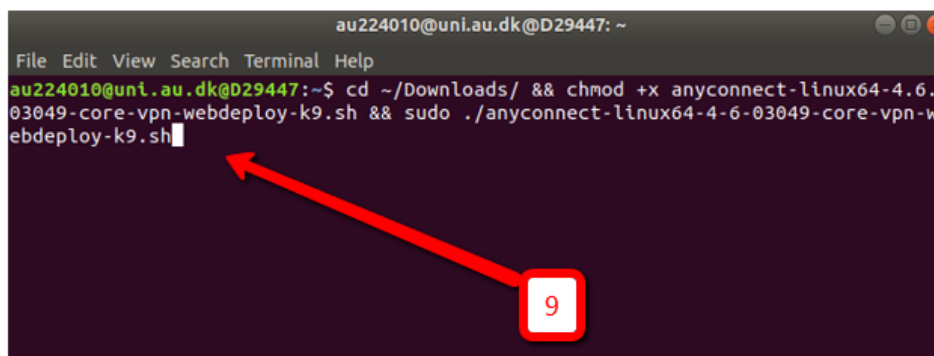 au224010@uni.au.dk@D29447: ~
File Edit View Search Terminal Help
au224010@uni.au.dk@D29447:~$ cd ~/Downloads/ && chmod +x anyconnect-linux64-4.6.
03049-core-vpn-webdeploy-k9.sh && sudo ./anyconnect-linux64-4-6-03049-core-vpn-w
ebdeploy-k9.sh
9